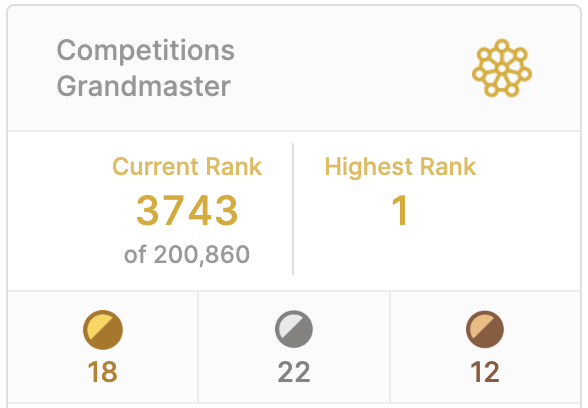 Competitions
Grandmaster
Current Rank
3743
of 200,860
Highest Rank
1
18
22
12